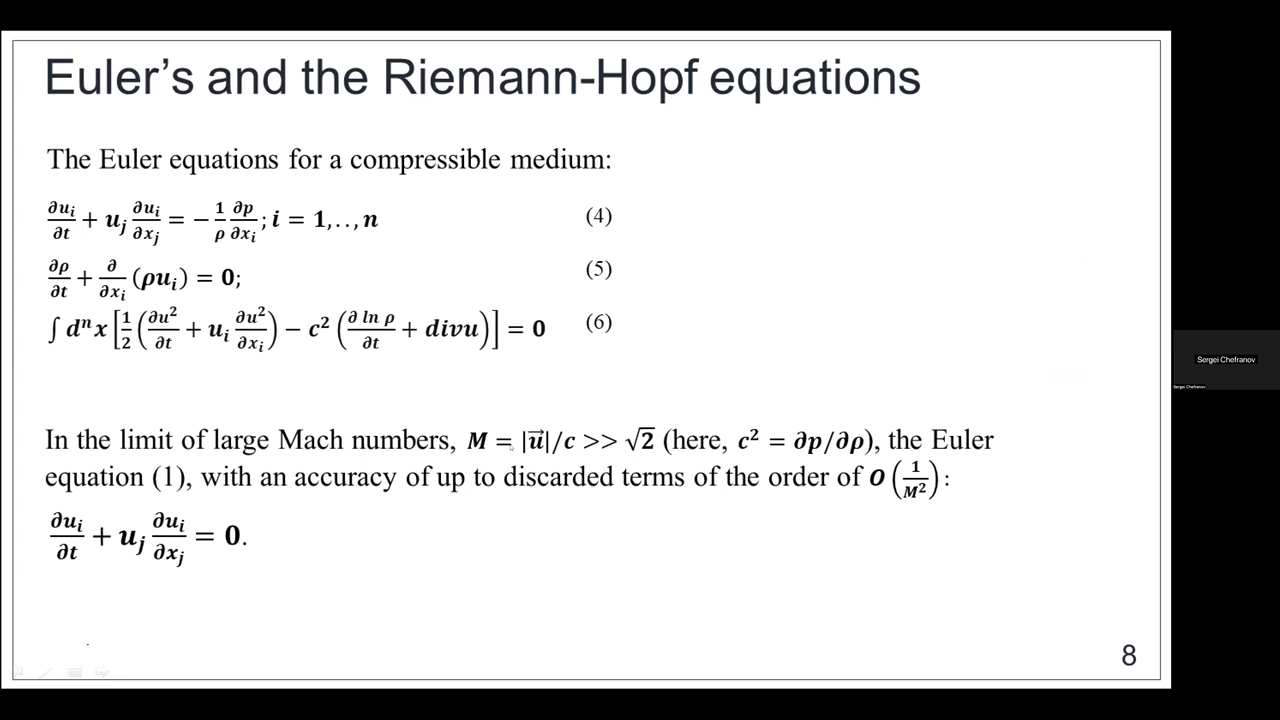 Euler's and the Riemann-Hopf equations
The Euler equations for a compressible medium:
∂u_i/∂t + u_j ∂u_i/∂x_j = −(1/ρ) ∂p/∂x_i ; i = 1,..,n (4)
∂ρ/∂t + ∂/∂x_i (ρu_i) = 0; (5)
∫ dⁿx [1/2 (∂u²/∂t + u_i ∂u²/∂x_i) − c² (∂ ln ρ/∂t + divu)] = 0 (6)
Sergei Chefranov
Sergei Chefranov
In the limit of large Mach numbers, M = |u⃗|/c >> √2 (here, c² = ∂p/∂ρ), the Euler
equation (1), with an accuracy of up to discarded terms of the order of O(1/M²):
∂u_i/∂t + u_j ∂u_i/∂x_j = 0.
8